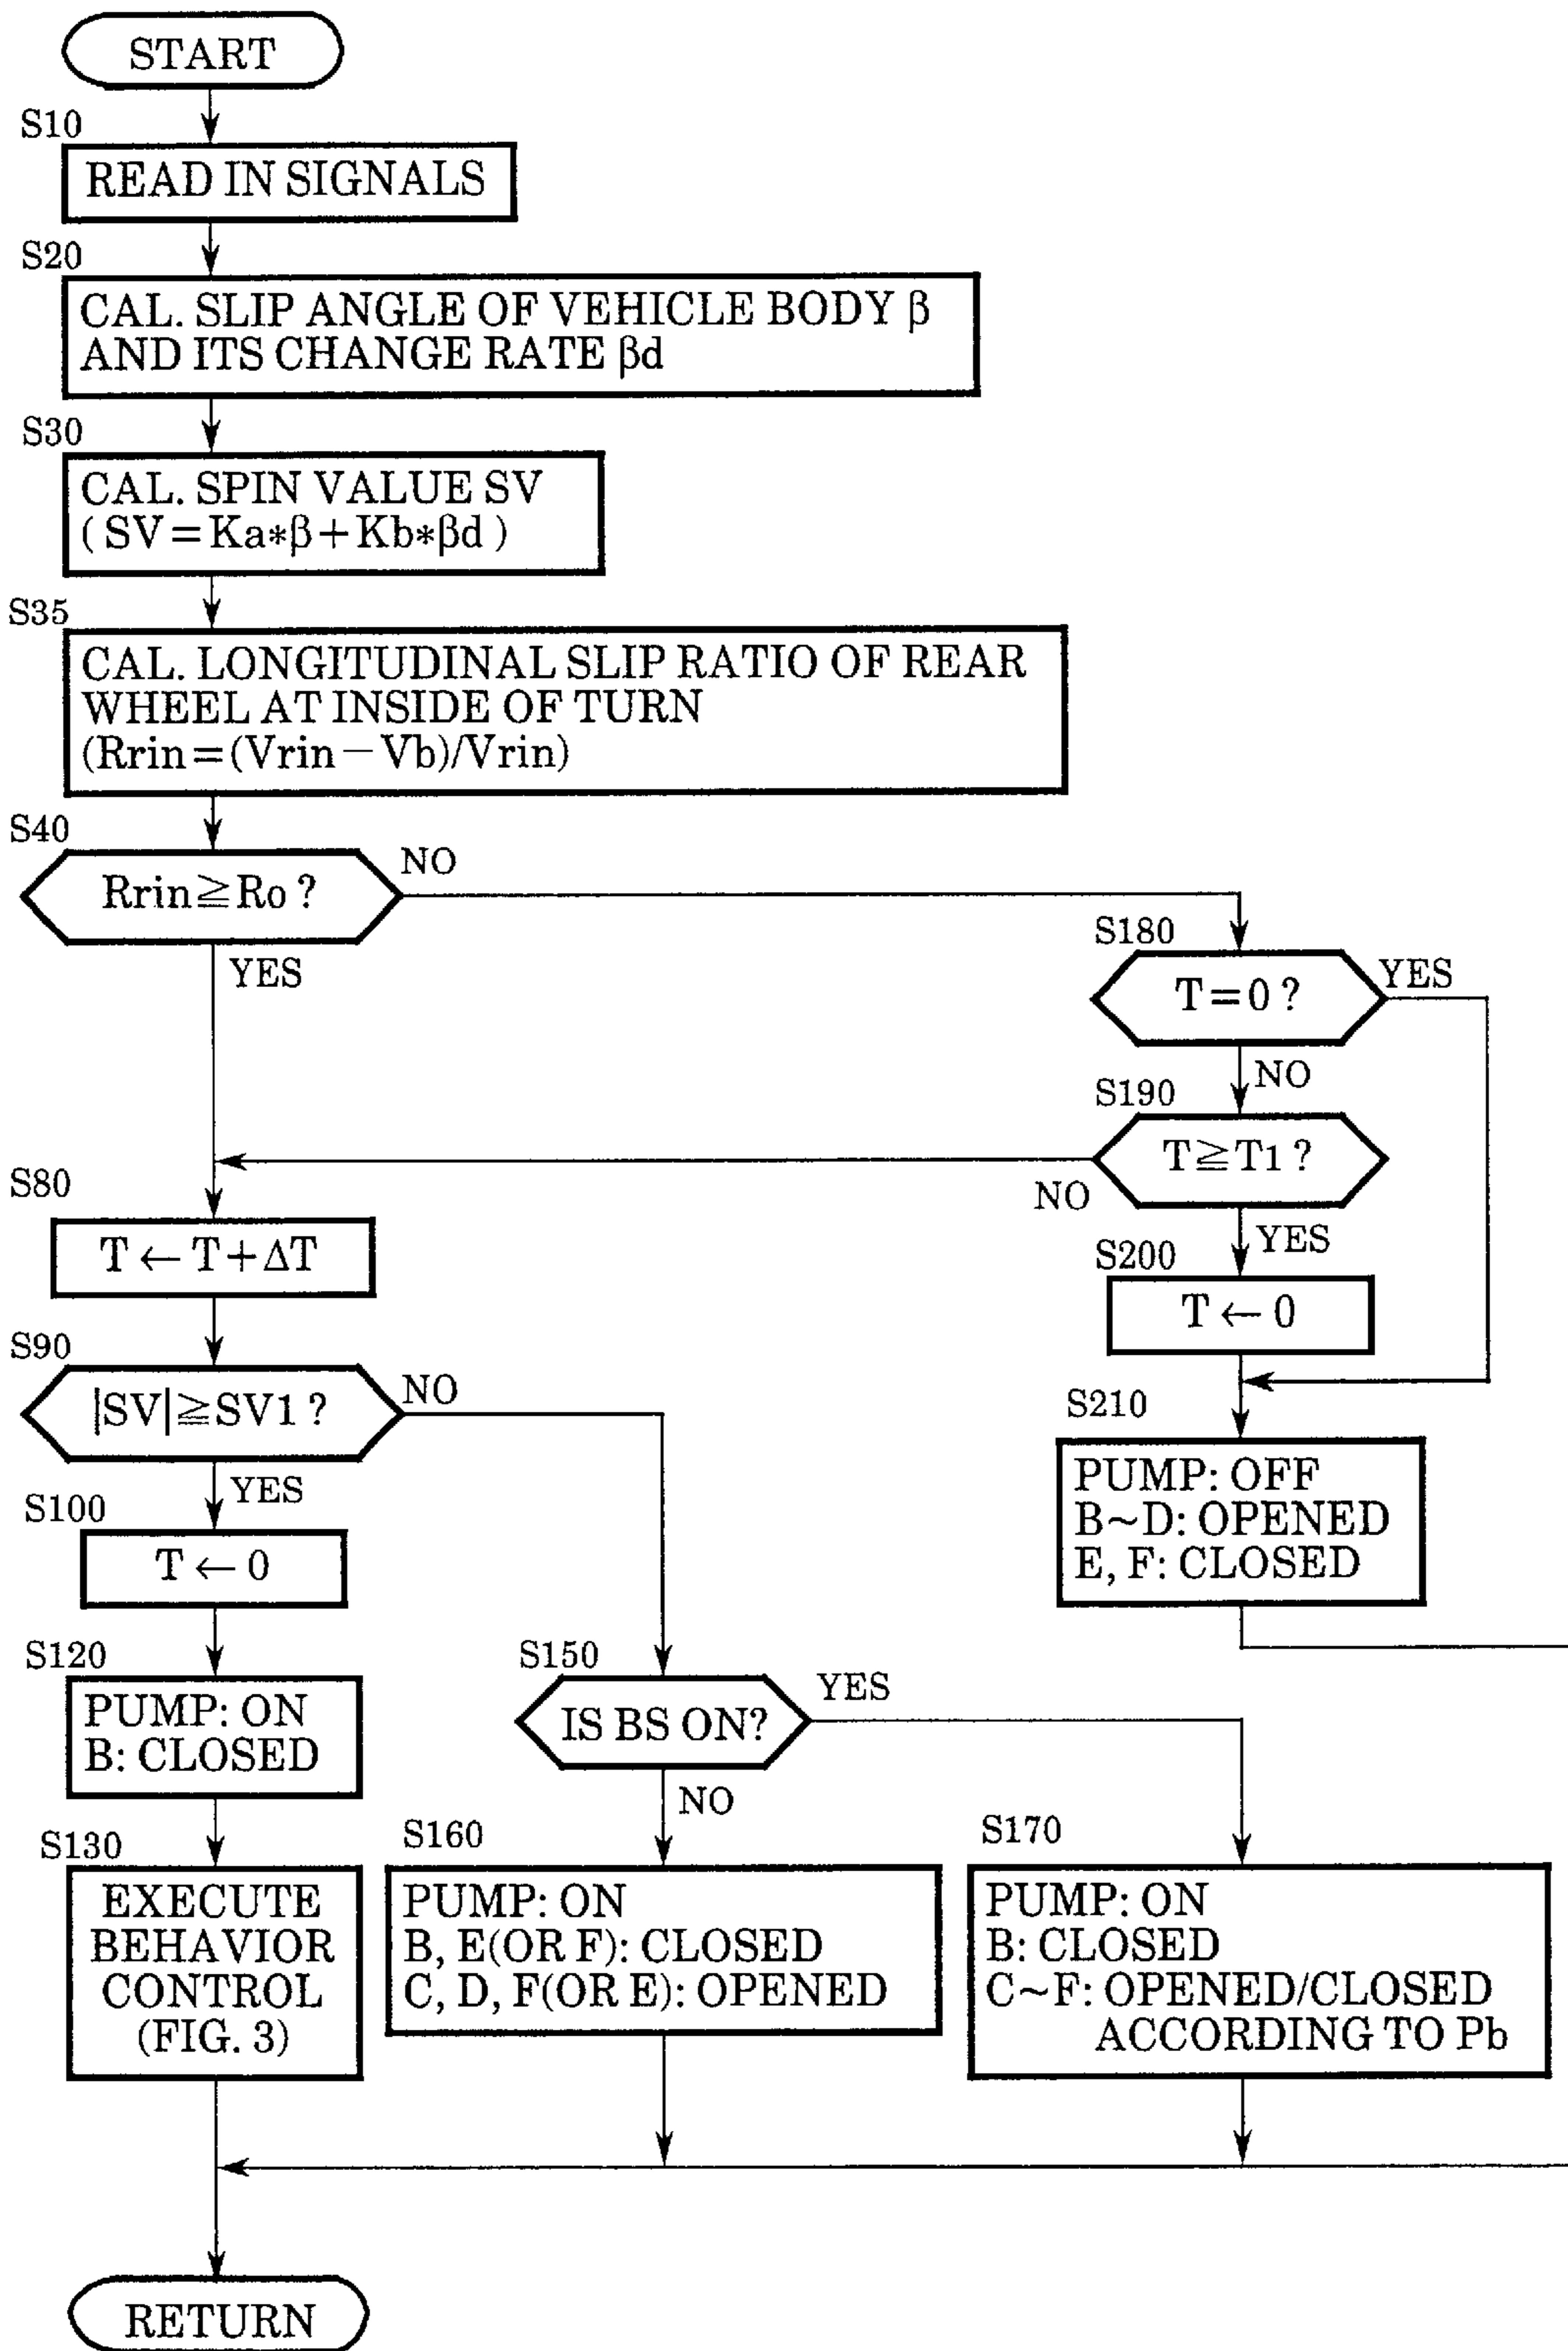 START
S10
READ IN SIGNALS
S20
CAL. SLIP ANGLE OF VEHICLE BODY β
AND ITS CHANGE RATE βd
S30
CAL. SPIN VALUE SV
( SV = Ka*β + Kb*βd )
S35
CAL. LONGITUDINAL SLIP RATIO OF REAR
WHEEL AT INSIDE OF TURN
(Rrin = (Vrin − Vb)/Vrin)
S40
Rrin ≧ Ro ?
NO
YES
S180
T = 0 ?
YES
NO
S190
T ≧ T1 ?
NO
YES
S200
T ← 0
S210
PUMP: OFF
B~D: OPENED
E, F: CLOSED
S80
T ← T + ΔT
S90
|SV| ≧ SV1 ?
NO
YES
S100
T ← 0
S120
PUMP: ON
B: CLOSED
S130
EXECUTE
BEHAVIOR
CONTROL
(FIG. 3)
S150
IS BS ON?
YES
NO
S160
PUMP: ON
B, E(OR F): CLOSED
C, D, F(OR E): OPENED
S170
PUMP: ON
B: CLOSED
C~F: OPENED/CLOSED
ACCORDING TO Pb
RETURN